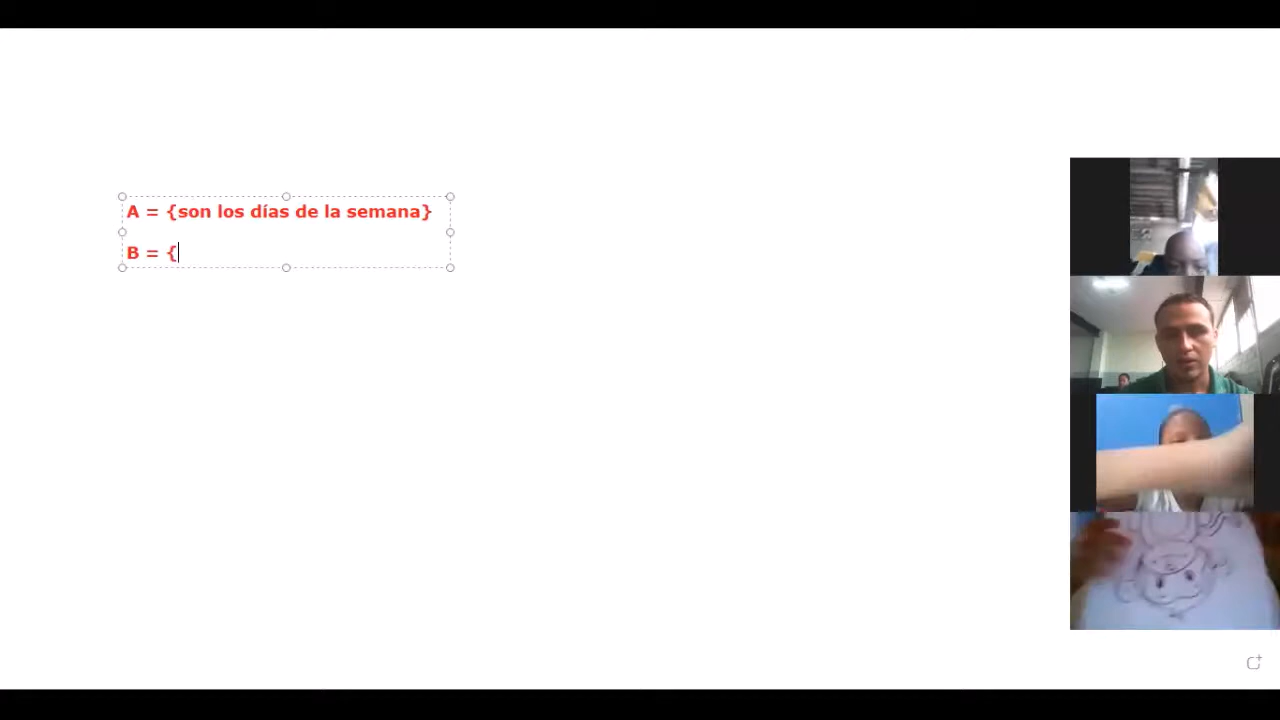 A = {son los días de la semana}
B = {